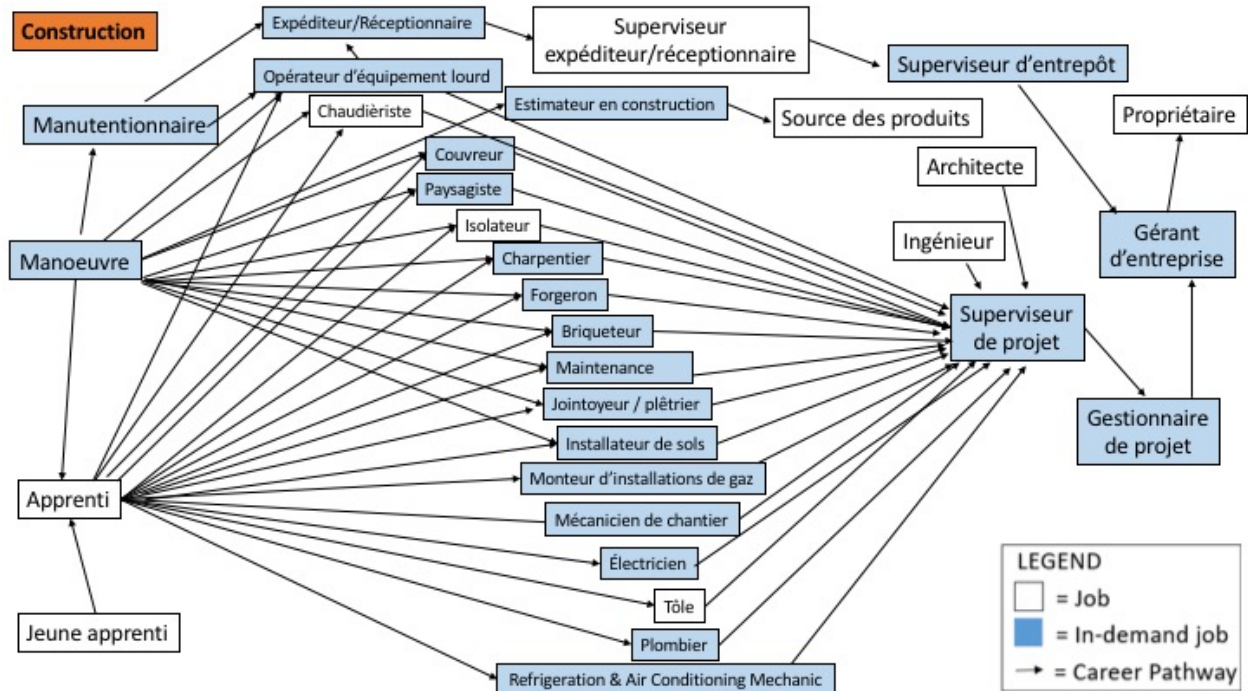 Construction
Expéditeur/Réceptionnaire
Superviseur
expéditeur/réceptionnaire
Superviseur d'entrepôt
Opérateur d'équipement lourd
Manutentionnaire
Chaudièriste
Estimateur en construction
Source des produits
Propriétaire
Couvreur
Architecte
Paysagiste
Isolateur
Ingénieur
Gérant
d'entreprise
Manoeuvre
Charpentier
Forgeron
Superviseur
de projet
Briqueteur
Maintenance
Jointoyeur / plêtrier
Gestionnaire
de projet
Installateur de sols
Monteur d'installations de gaz
Apprenti
Mécanicien de chantier
Électricien
Tôle
Jeune apprenti
Plombier
Refrigeration & Air Conditioning Mechanic
LEGEND
= Job
= In-demand job
= Career Pathway